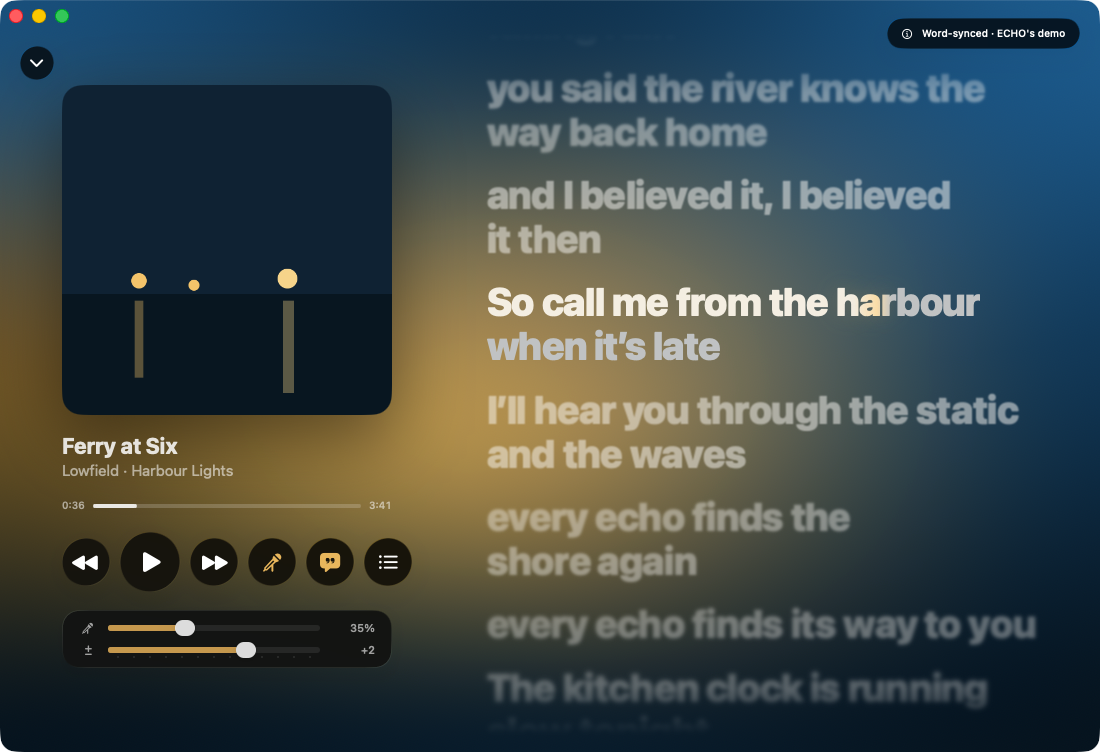 Word-synced · ECHO's demo
you said the river knows the
way back home
and I believed it, I believed
it then
So call me from the harbour
when it’s late
I’ll hear you through the static
and the waves
every echo finds the
shore again
every echo finds its way to you
The kitchen clock is running
Ferry at Six
Lowfield · Harbour Lights
0:36
3:41
35%
±
+2